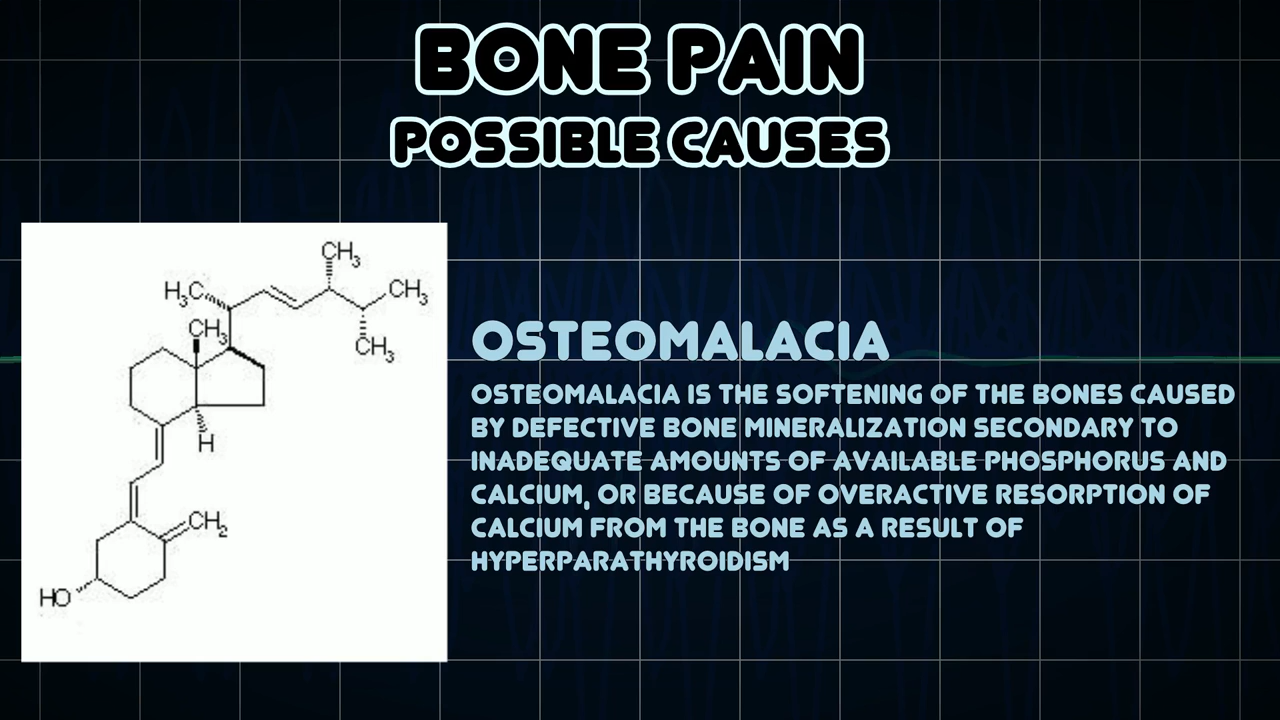 BONE PAIN
POSSIBLE CAUSES
CH3
H3C
CH3
CH3
CH3
H
CH2
HO
OSTEOMALACIA
OSTEOMALACIA IS THE SOFTENING OF THE BONES CAUSED
BY DEFECTIVE BONE MINERALIZATION SECONDARY TO
INADEQUATE AMOUNTS OF AVAILABLE PHOSPHORUS AND
CALCIUM, OR BECAUSE OF OVERACTIVE RESORPTION OF
CALCIUM FROM THE BONE AS A RESULT OF
HYPERPARATHYROIDISM